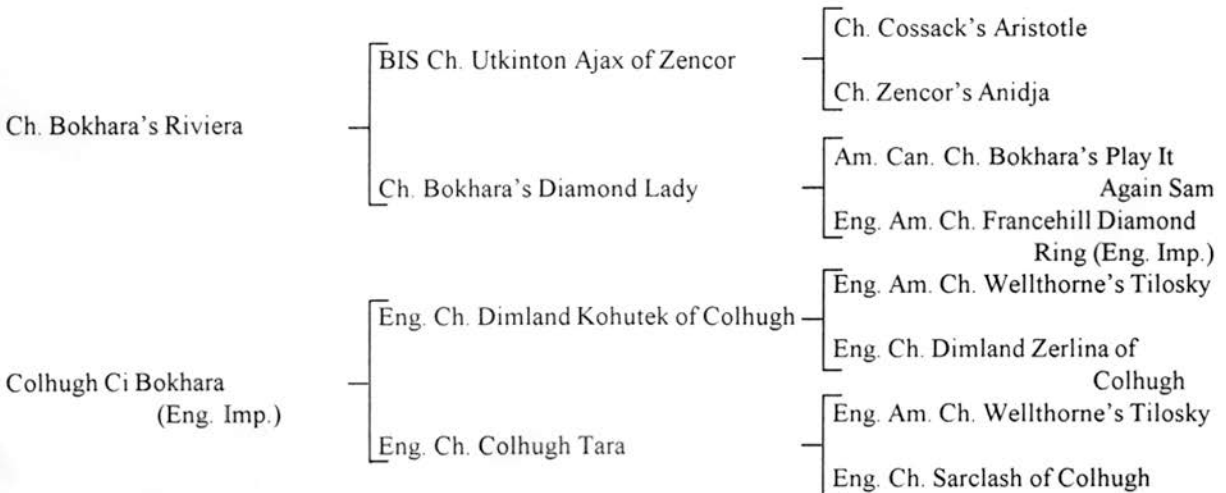 Ch. Cossack's Aristotle
BIS Ch. Utkinton Ajax of Zencor
Ch. Zencor's Anidja
Ch. Bokhara's Riviera
Am. Can. Ch. Bokhara's Play It
Again Sam
Ch. Bokhara's Diamond Lady
Eng. Am. Ch. Francehill Diamond
Ring (Eng. Imp.)
Eng. Am. Ch. Wellthorne's Tilosky
Eng. Ch. Dimland Kohutek of Colhugh
Eng. Ch. Dimland Zerlina of
Colhugh
Colhugh Ci Bokhara
(Eng. Imp.)
Eng. Am. Ch. Wellthorne's Tilosky
Eng. Ch. Colhugh Tara
Eng. Ch. Sarclash of Colhugh